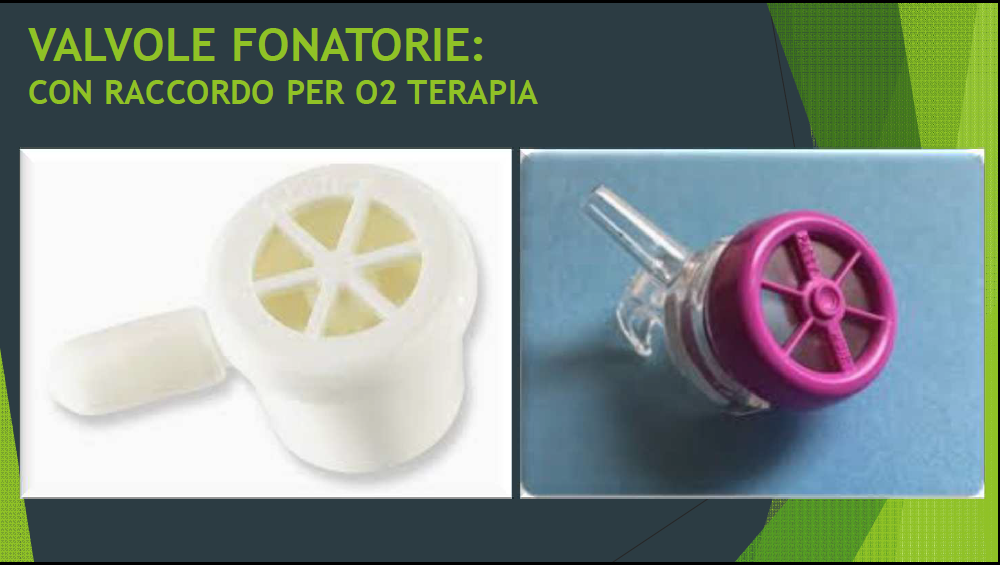 VALVOLE FONATORIE:
CON RACCORDO PER O2 TERAPIA